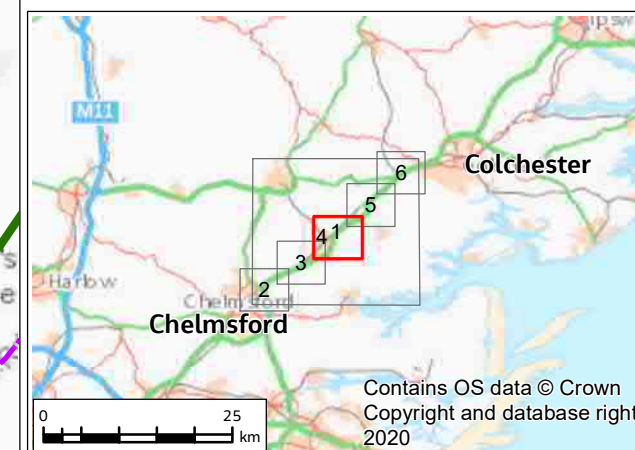 ipsw
M11
Colchester
6
5
1
4
3
Harlow
2
Chelmsford
Chelmsford
Contains OS data © Crown
Copyright and database right
2020
0 25
km
s
e